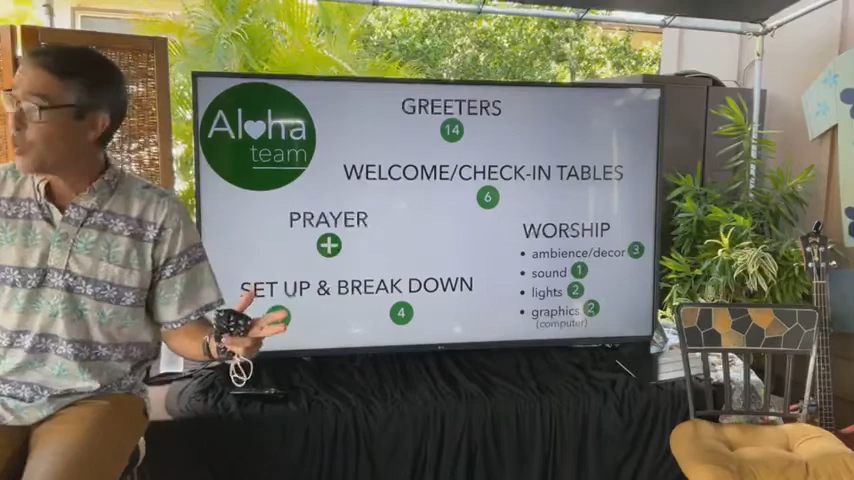 Aloha
team
GREETERS
14
WELCOME/CHECK-IN TABLES
6
PRAYER
+
SET UP & BREAK DOWN
4
WORSHIP
• ambience/decor 3
• sound 1
• lights 2
• graphics 2
(computer)